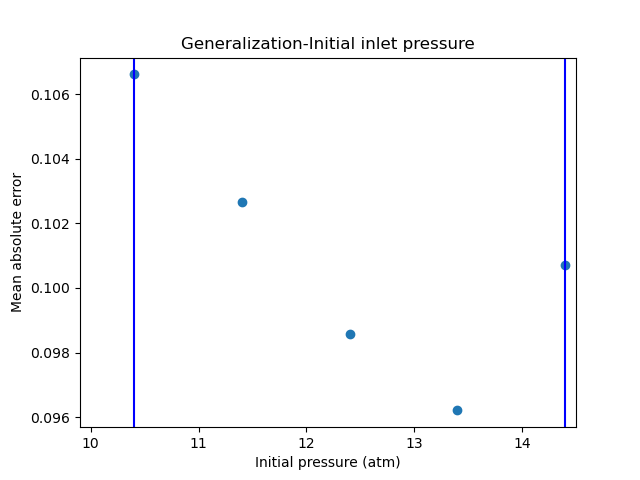 Generalization-Initial inlet pressure
Mean absolute error
0.106
0.104
0.102
0.100
0.098
0.096
10 11 12 13 14
Initial pressure (atm)